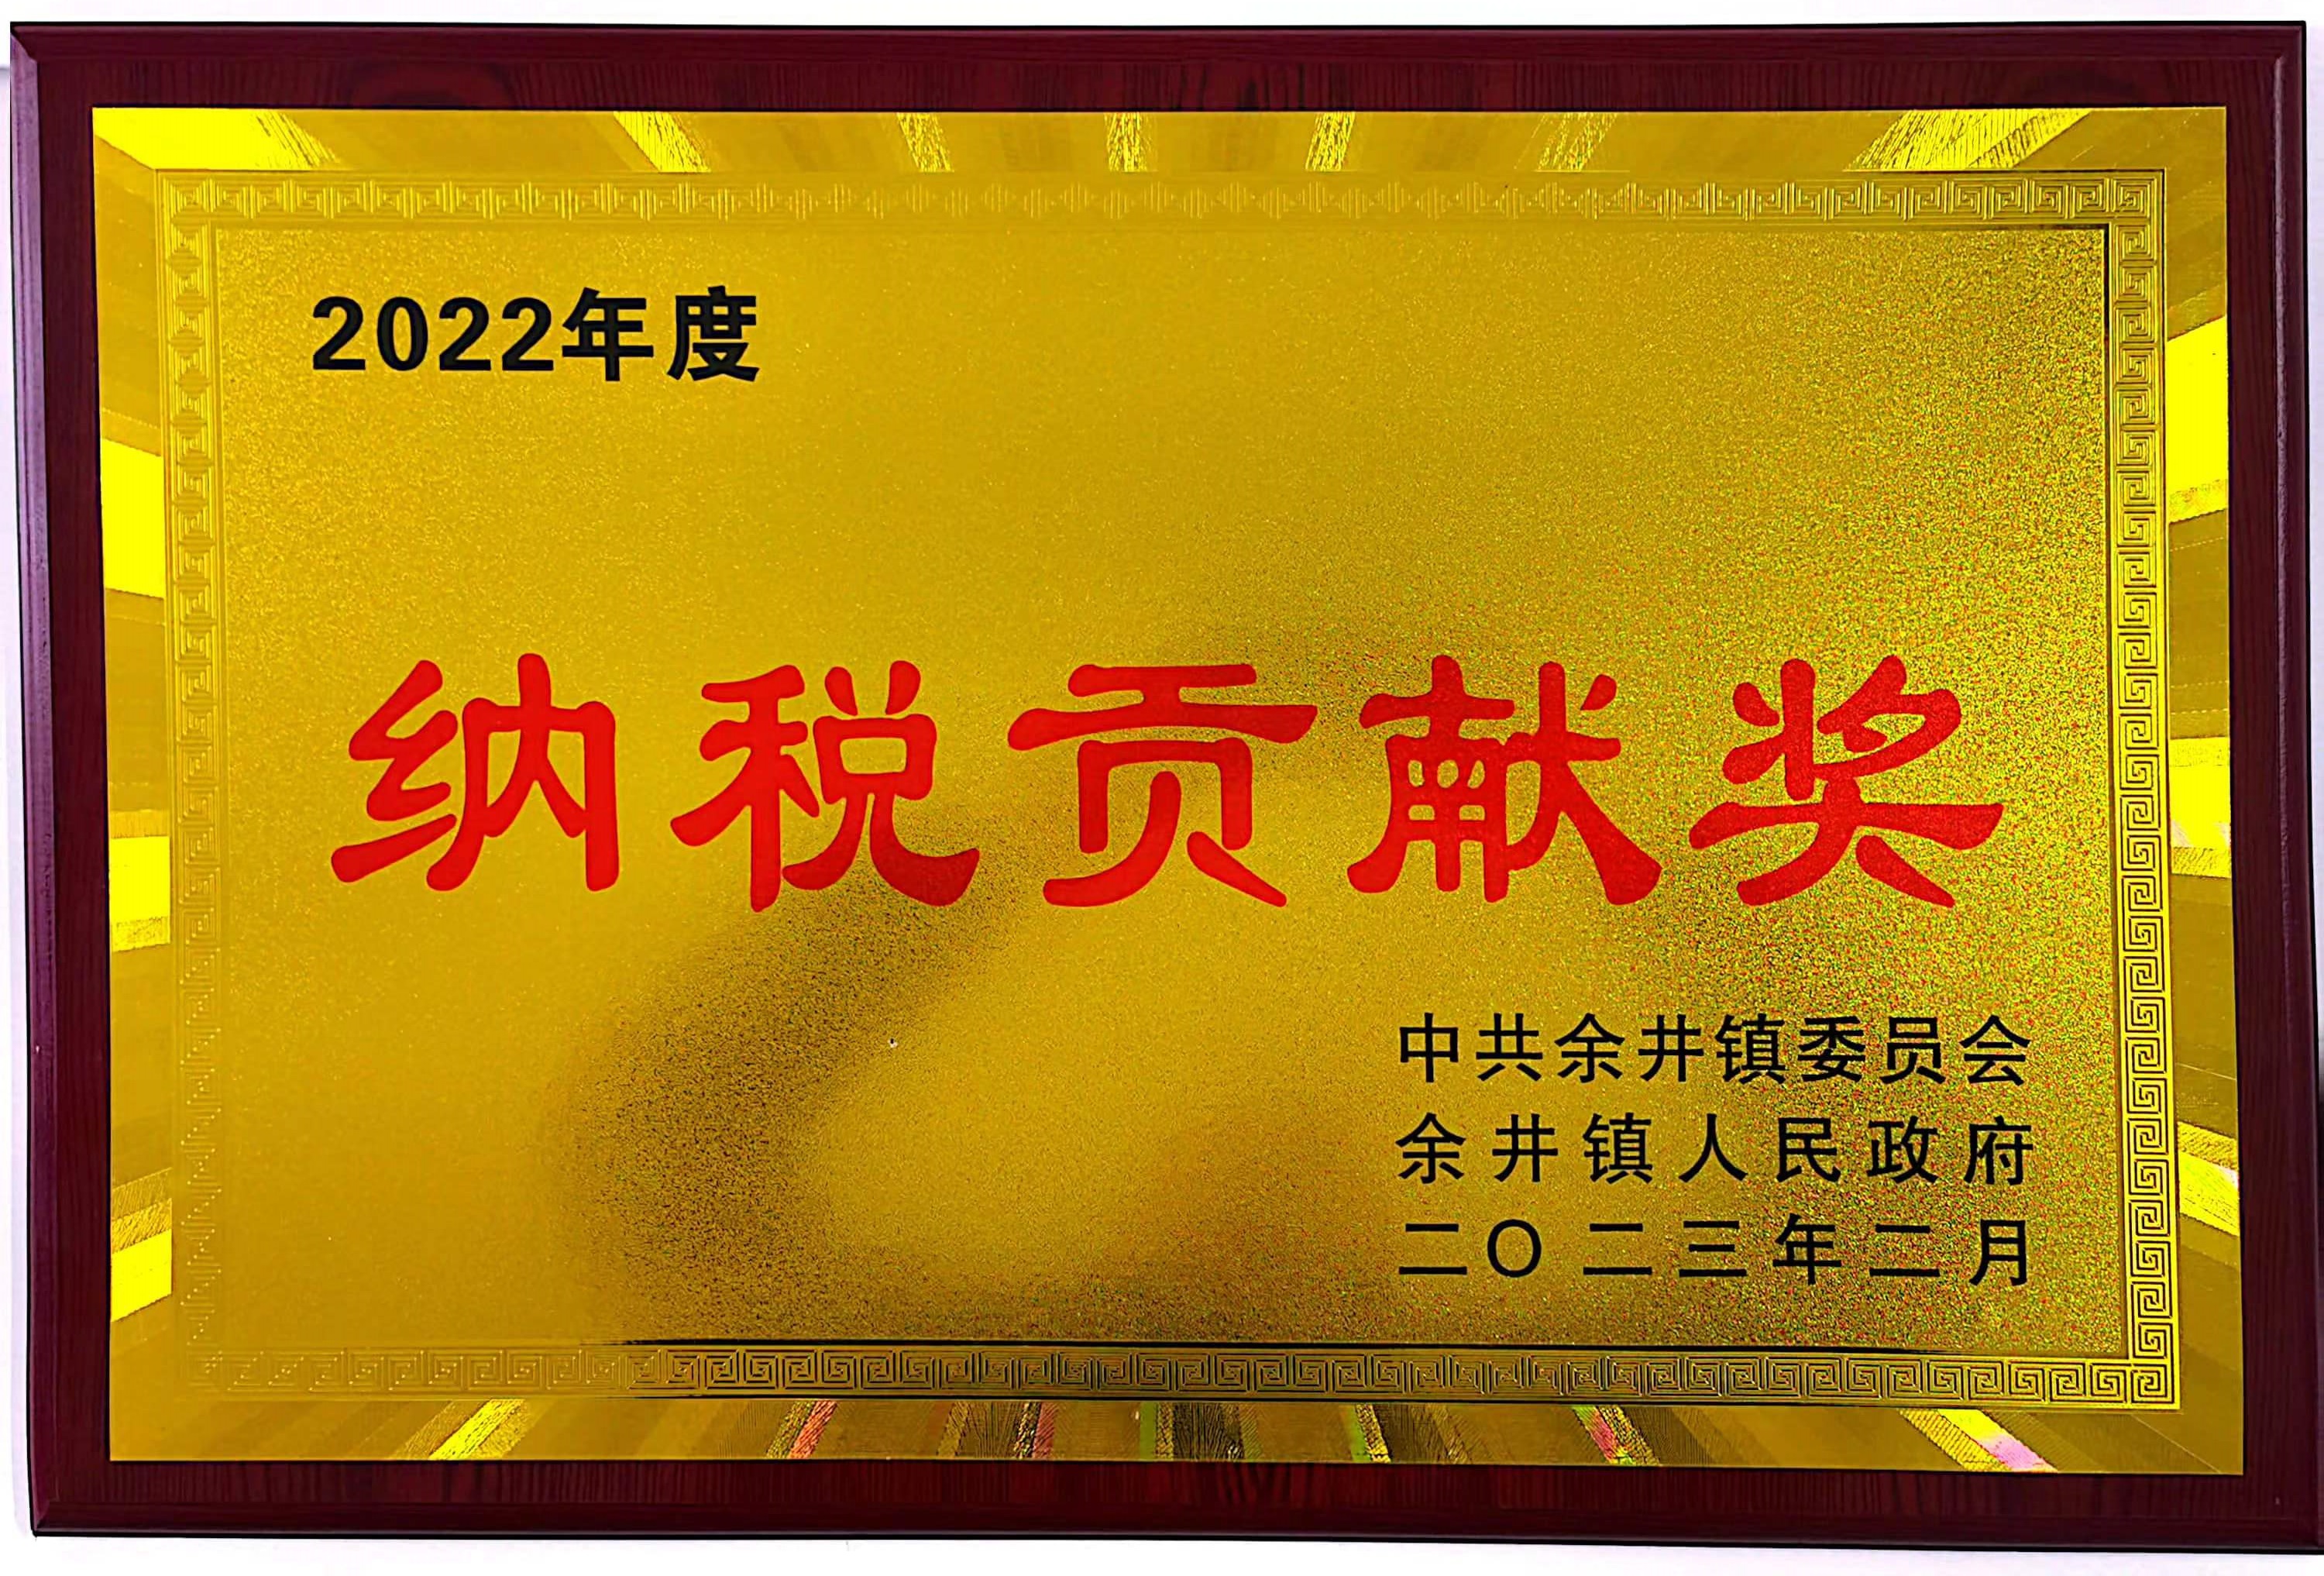 2022年度
纳税贡献奖
中共余井镇委员会
余井镇人民政府
二〇二三年二月